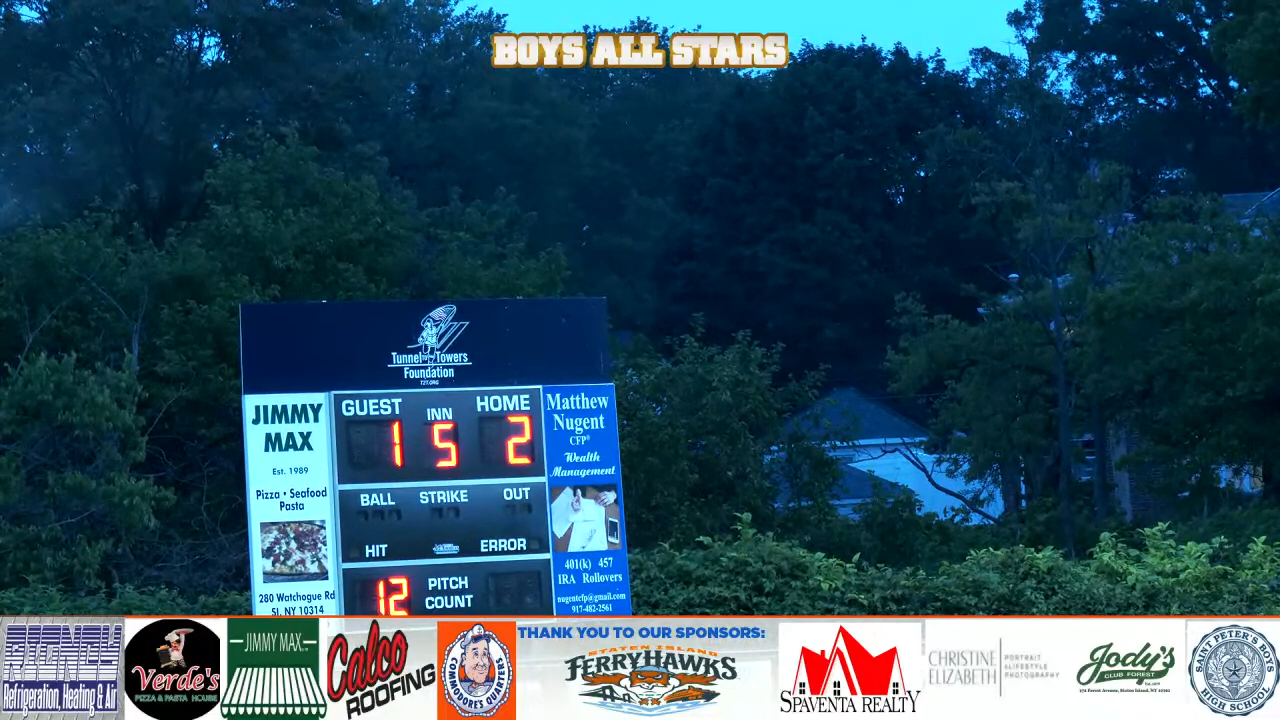 BOYS ALL STARS
Tunnel to Towers
Foundation
T2T.ORG
JIMMY
MAX
Est. 1989
Pizza • Seafood
Pasta
280 Watchogue Rd
SI, NY 10314
GUEST INN HOME
1 5 2
BALL STRIKE OUT
HIT ERROR
12 PITCH
COUNT
Matthew
Nugent
CFP®
Wealth
Management
401(k) 457
IRA Rollovers
nugentcfp@gmail.com
917-482-2561
THANK YOU TO OUR SPONSORS:
Refrigeration, Heating & Air
Verde's
PIZZA & PASTA HOUSE
JIMMY MAX
Calco
ROOFING
COMMODORES QUARTERS
STATEN ISLAND
FERRYHAWKS
SPAVENTA REALTY
CHRISTINE
ELIZABETH
PORTRAIT
& LIFESTYLE
PHOTOGRAPHY
Jody's
CLUB FOREST
SAINT PETER'S BOYS
HIGH SCHOOL